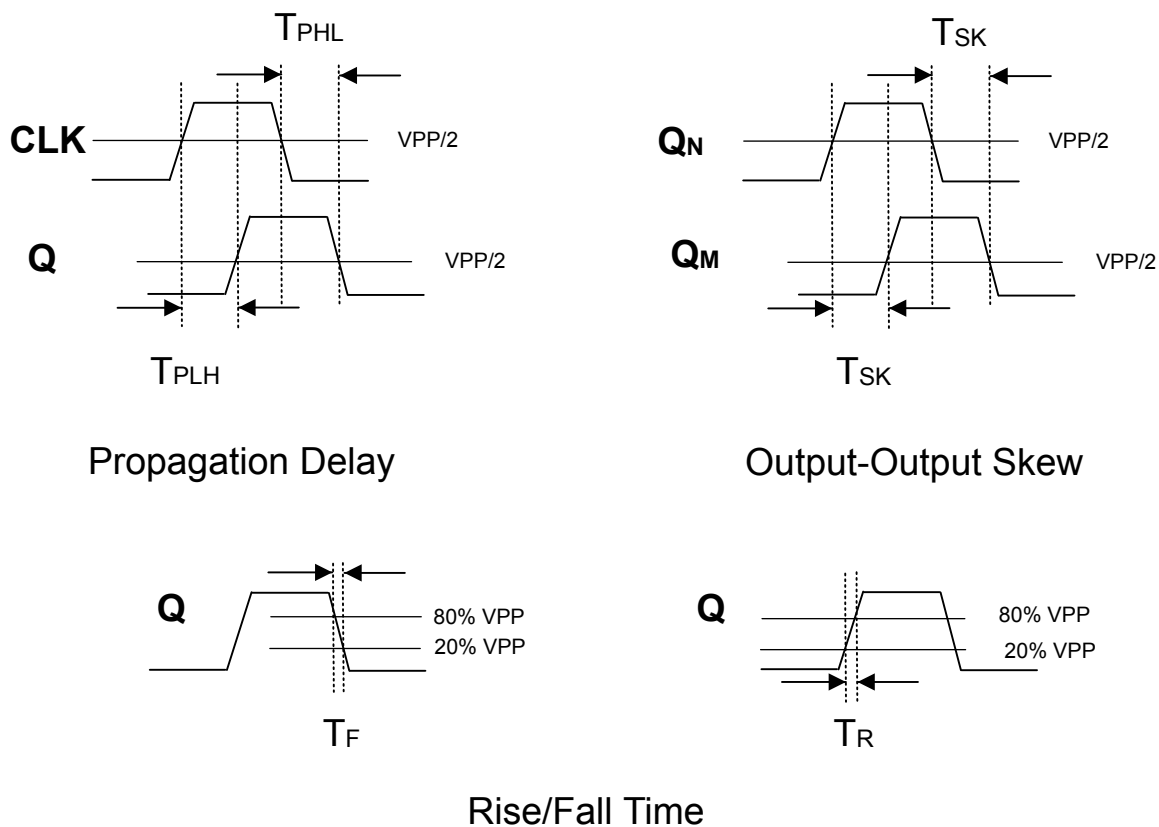 TPHL
CLK
VPP/2
Q
VPP/2
TPLH
Propagation Delay
TSK
QN
VPP/2
QM
VPP/2
TSK
Output-Output Skew
Q
80% VPP
20% VPP
TF
Q
80% VPP
20% VPP
TR
Rise/Fall Time